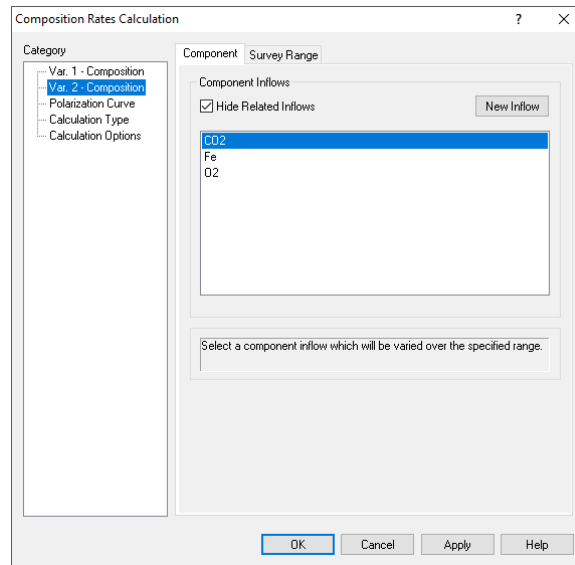 Composition Rates Calculation
?
X
Category
Var. 1 - Composition
Var. 2 - Composition
Polarization Curve
Calculation Type
Calculation Options
Component
Survey Range
Component Inflows
Hide Related Inflows
New Inflow
CO2
Fe
O2
Select a component inflow which will be varied over the specified range.
OK
Cancel
Apply
Help